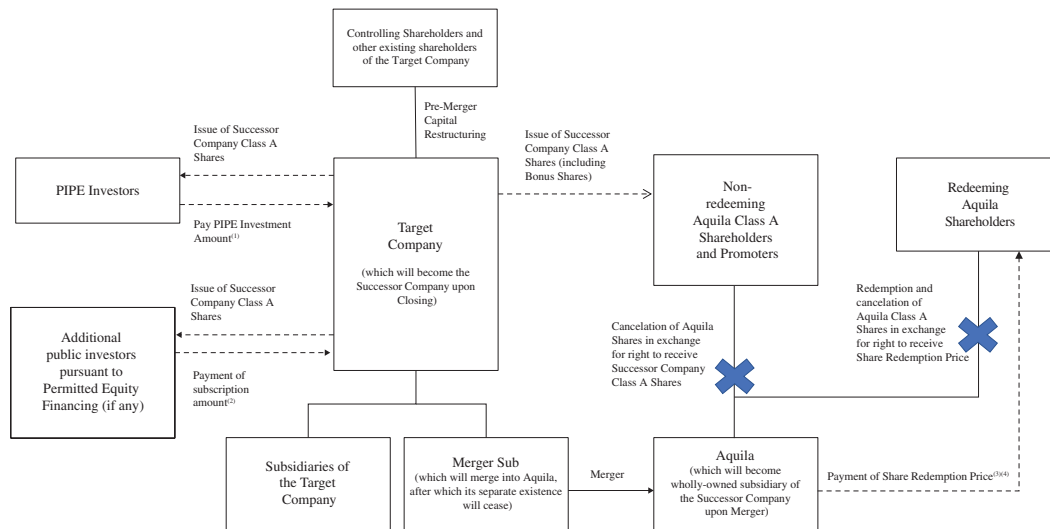 Controlling Shareholders and
other existing shareholders
of the Target Company
Pre-Merger
Capital
Restructuring
Issue of Successor
Company Class A
Shares
PIPE Investors
Pay PIPE Investment
Amount(1)
Issue of Successor
Company Class A
Shares (including
Bonus Shares)
Target
Company
(which will become the
Successor Company upon
Closing)
Non-
redeeming
Aquila Class A
Shareholders
and Promoters
Redeeming
Aquila
Shareholders
Issue of Successor
Company Class A
Shares
Additional
public investors
pursuant to
Permitted Equity
Financing (if any)
Payment of
subscription
amount(2)
Cancelation of Aquila
Shares in exchange
for right to receive
Successor Company
Class A Shares
Redemption and
cancelation of
Aquila Class A
Shares in exchange
for right to receive
Share Redemption Price
Subsidiaries of
the Target
Company
Merger Sub
(which will merge into Aquila,
after which its separate existence
will cease)
Merger
Aquila
(which will become
wholly-owned subsidiary of
the Successor Company
upon Merger)
Payment of Share Redemption Price(3)(4)